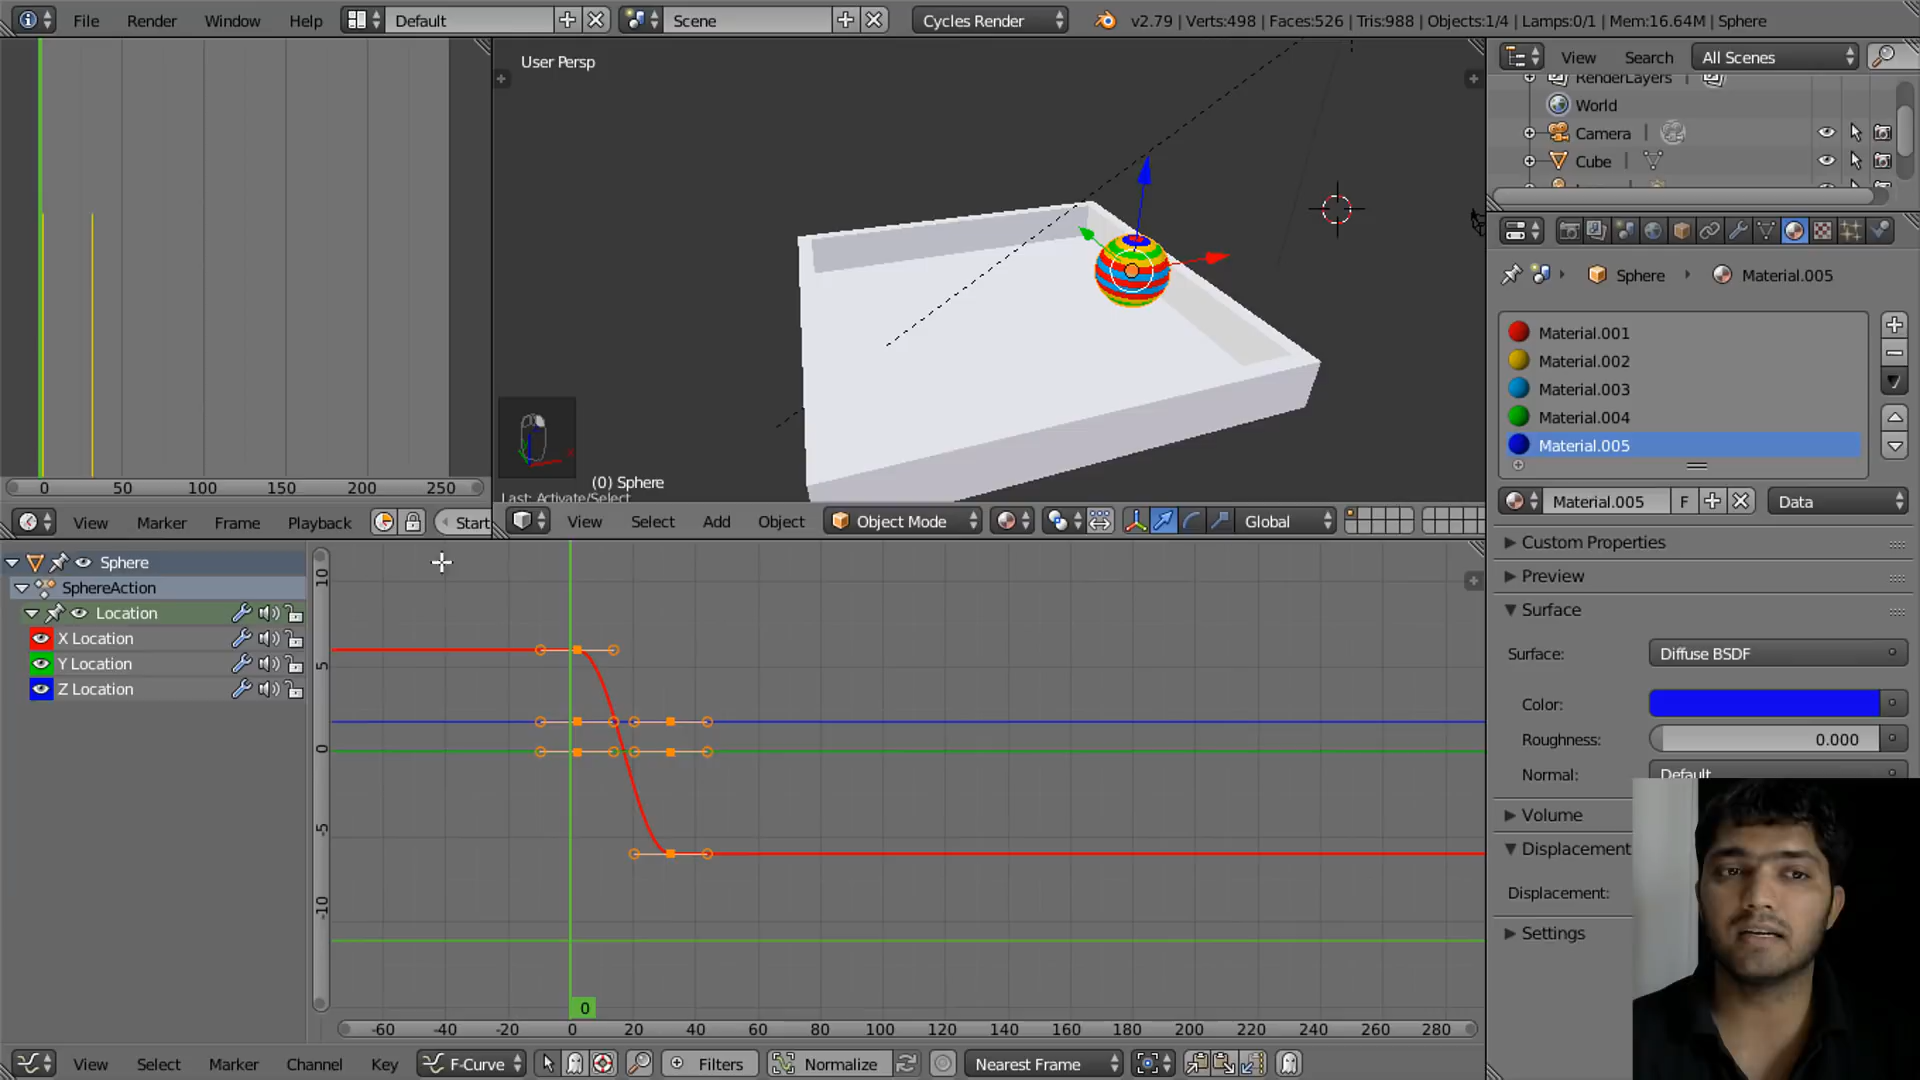 File Render Window Help Default Scene Cycles Render v2.79 | Verts:498 | Faces:526 | Tris:988 | Objects:1/4 | Lamps:0/1 | Mem:16.64M | Sphere
User Persp
View Search All Scenes
RenderLayers
World
Camera
Cube
Sphere Material.005
Material.001
Material.002
Material.003
Material.004
Material.005
(0) Sphere
Last: Activate/Select
0 50 100 150 200 250
Material.005 F Data
View Marker Frame Playback Start
View Select Add Object Object Mode Global
Custom Properties
Preview
Surface
Surface: Diffuse BSDF
Color:
Roughness: 0.000
Normal: Default
Volume
Displacement
Displacement:
Settings
Sphere
SphereAction
Location
X Location
Y Location
Z Location
10
5
0
-5
-10
0
-60 -40 -20 0 20 40 60 80 100 120 140 160 180 200 220 240 260 280
View Select Marker Channel Key F-Curve Filters Normalize Nearest Frame